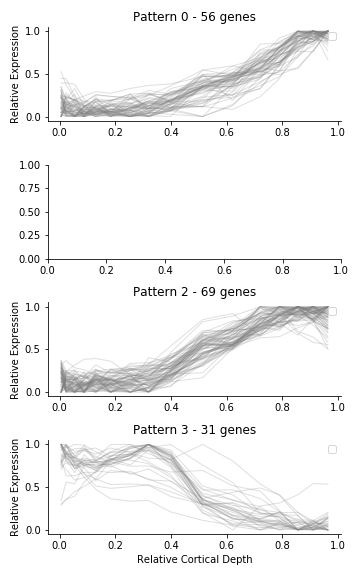 Pattern 0 - 56 genes
1.0
0.5
0.0
Relative Expression
0.0 0.2 0.4 0.6 0.8 1.0
1.00
0.75
0.50
0.25
0.00
0.0 0.2 0.4 0.6 0.8 1.0
Pattern 2 - 69 genes
1.0
0.5
0.0
Relative Expression
0.0 0.2 0.4 0.6 0.8 1.0
Pattern 3 - 31 genes
1.0
0.5
0.0
Relative Expression
0.0 0.2 0.4 0.6 0.8 1.0
Relative Cortical Depth